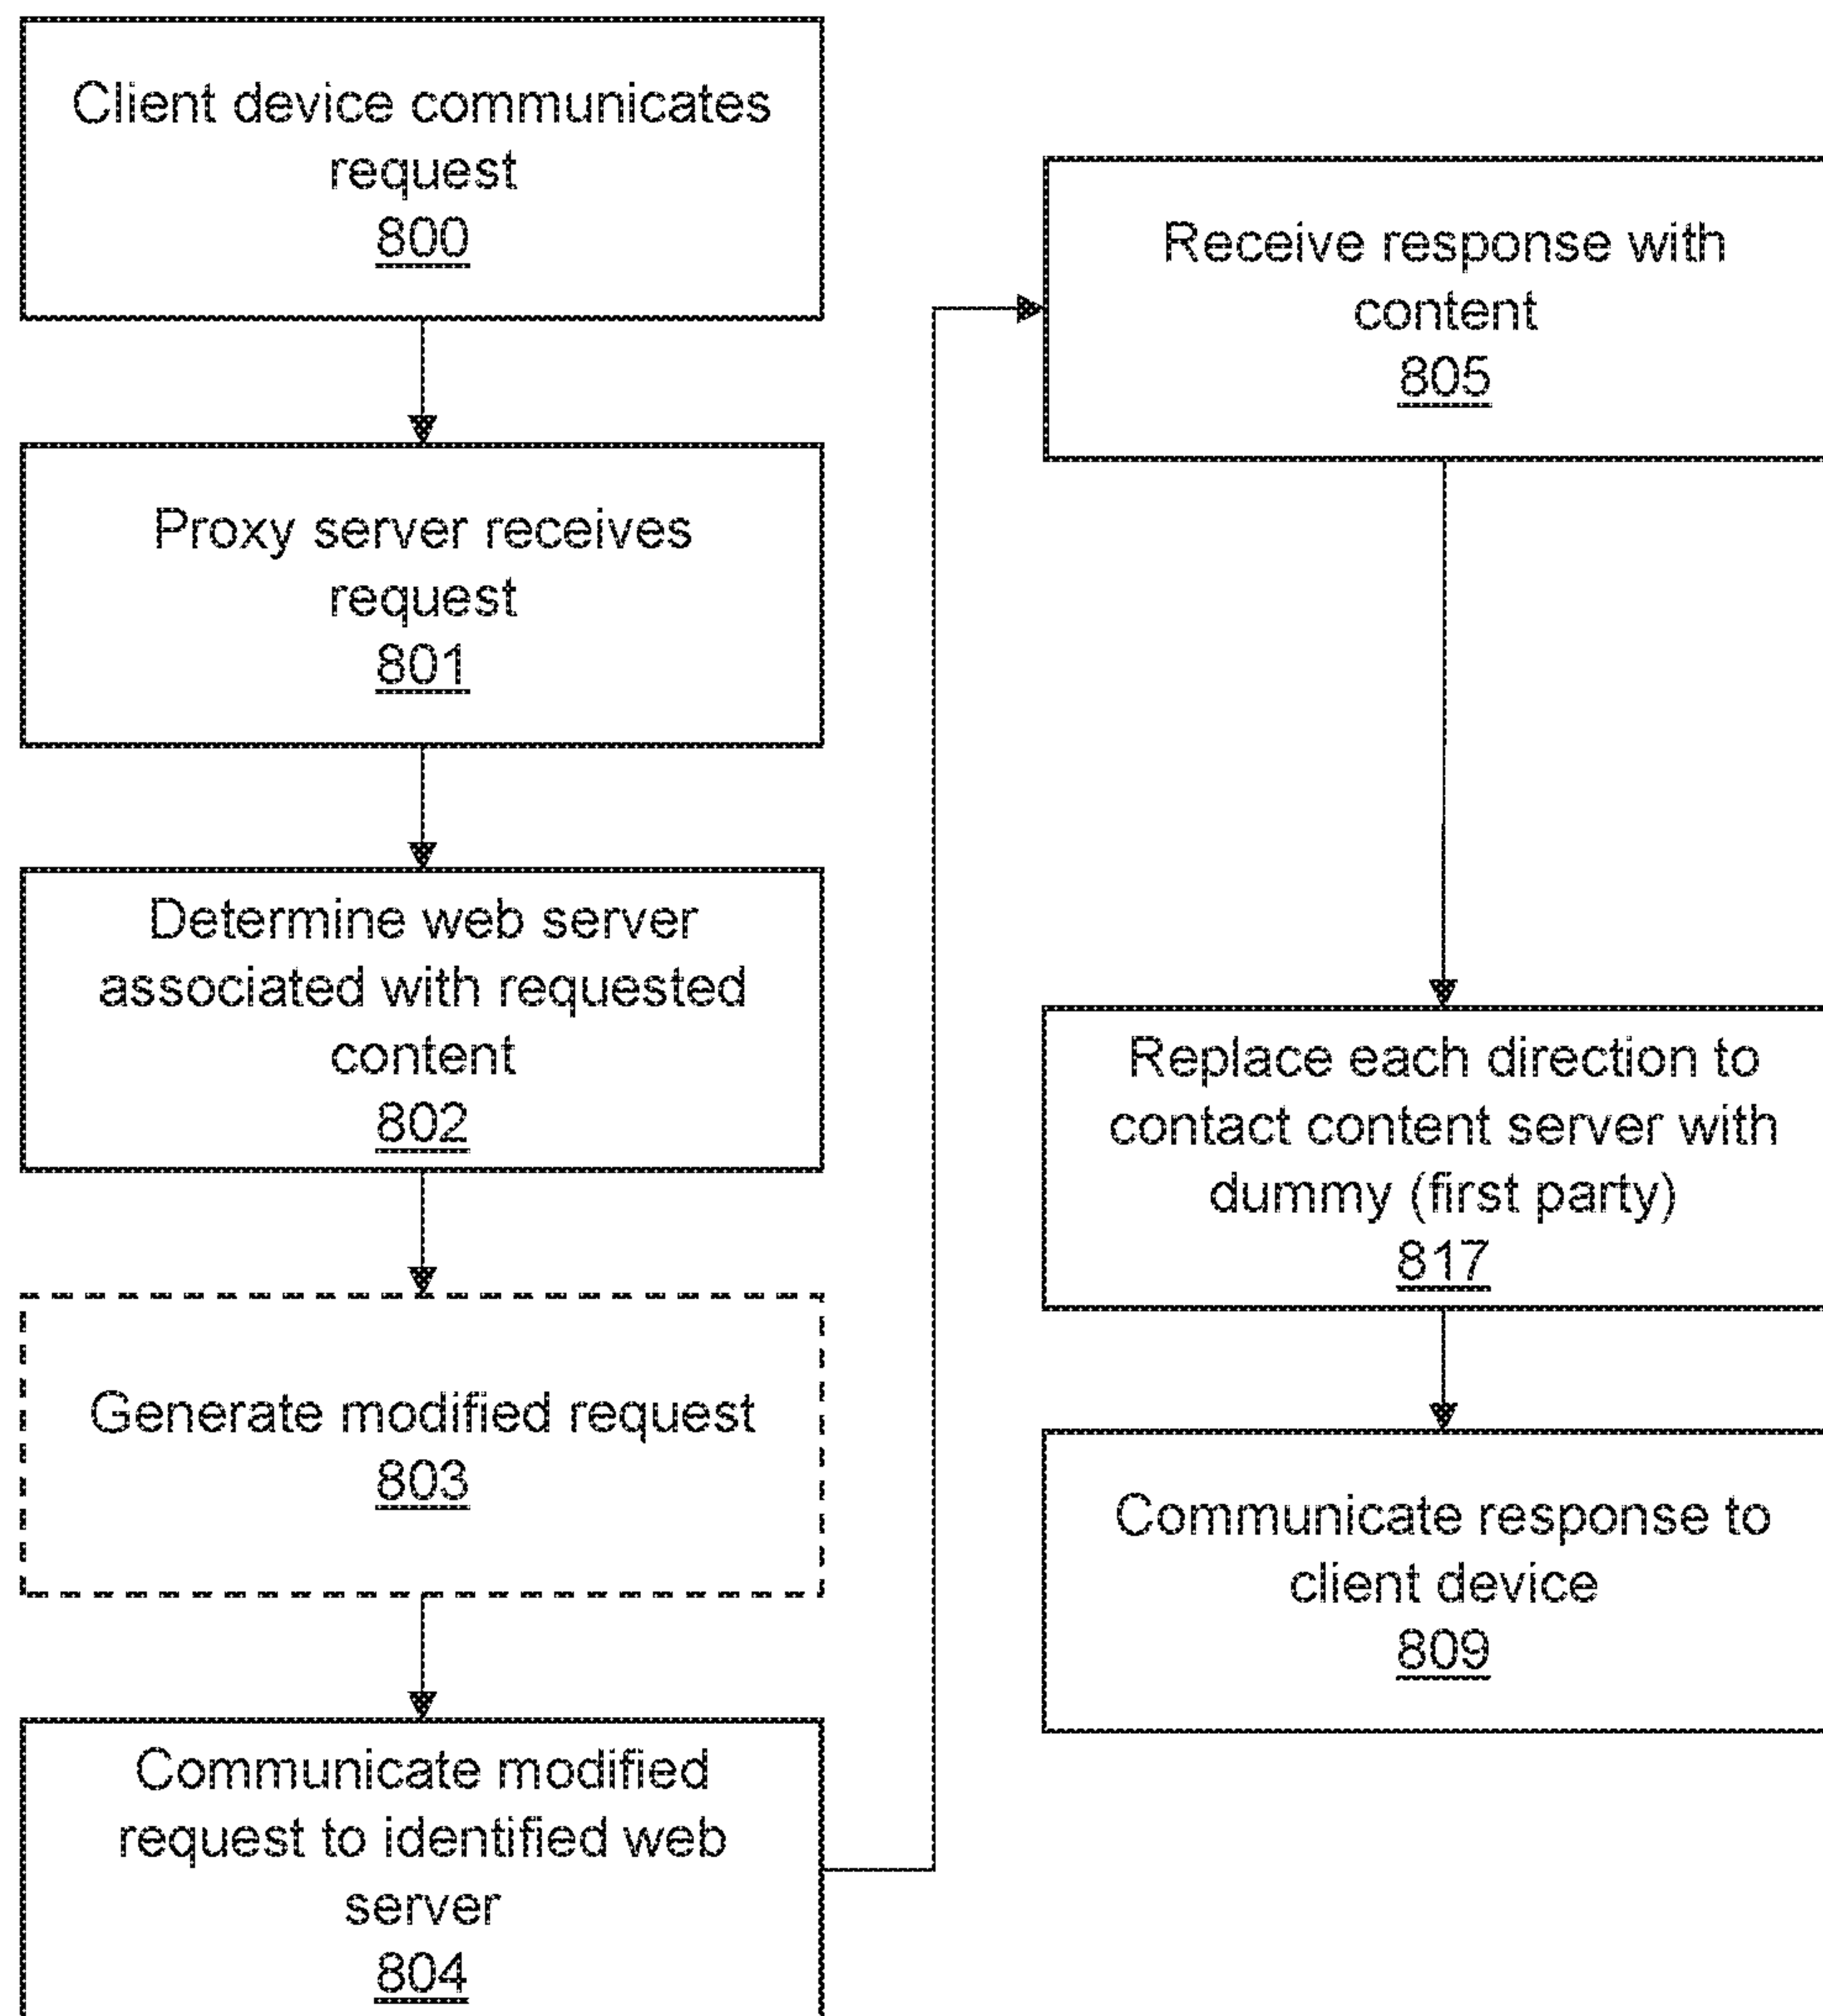 Client device communicates
request
800
Proxy server receives
request
801
Determine web server
associated with requested
content
802
Generate modified request
803
Communicate modified
request to identified web
server
804
Receive response with
content
805
Replace each direction to
contact content server with
dummy (first party)
817
Communicate response to
client device
809